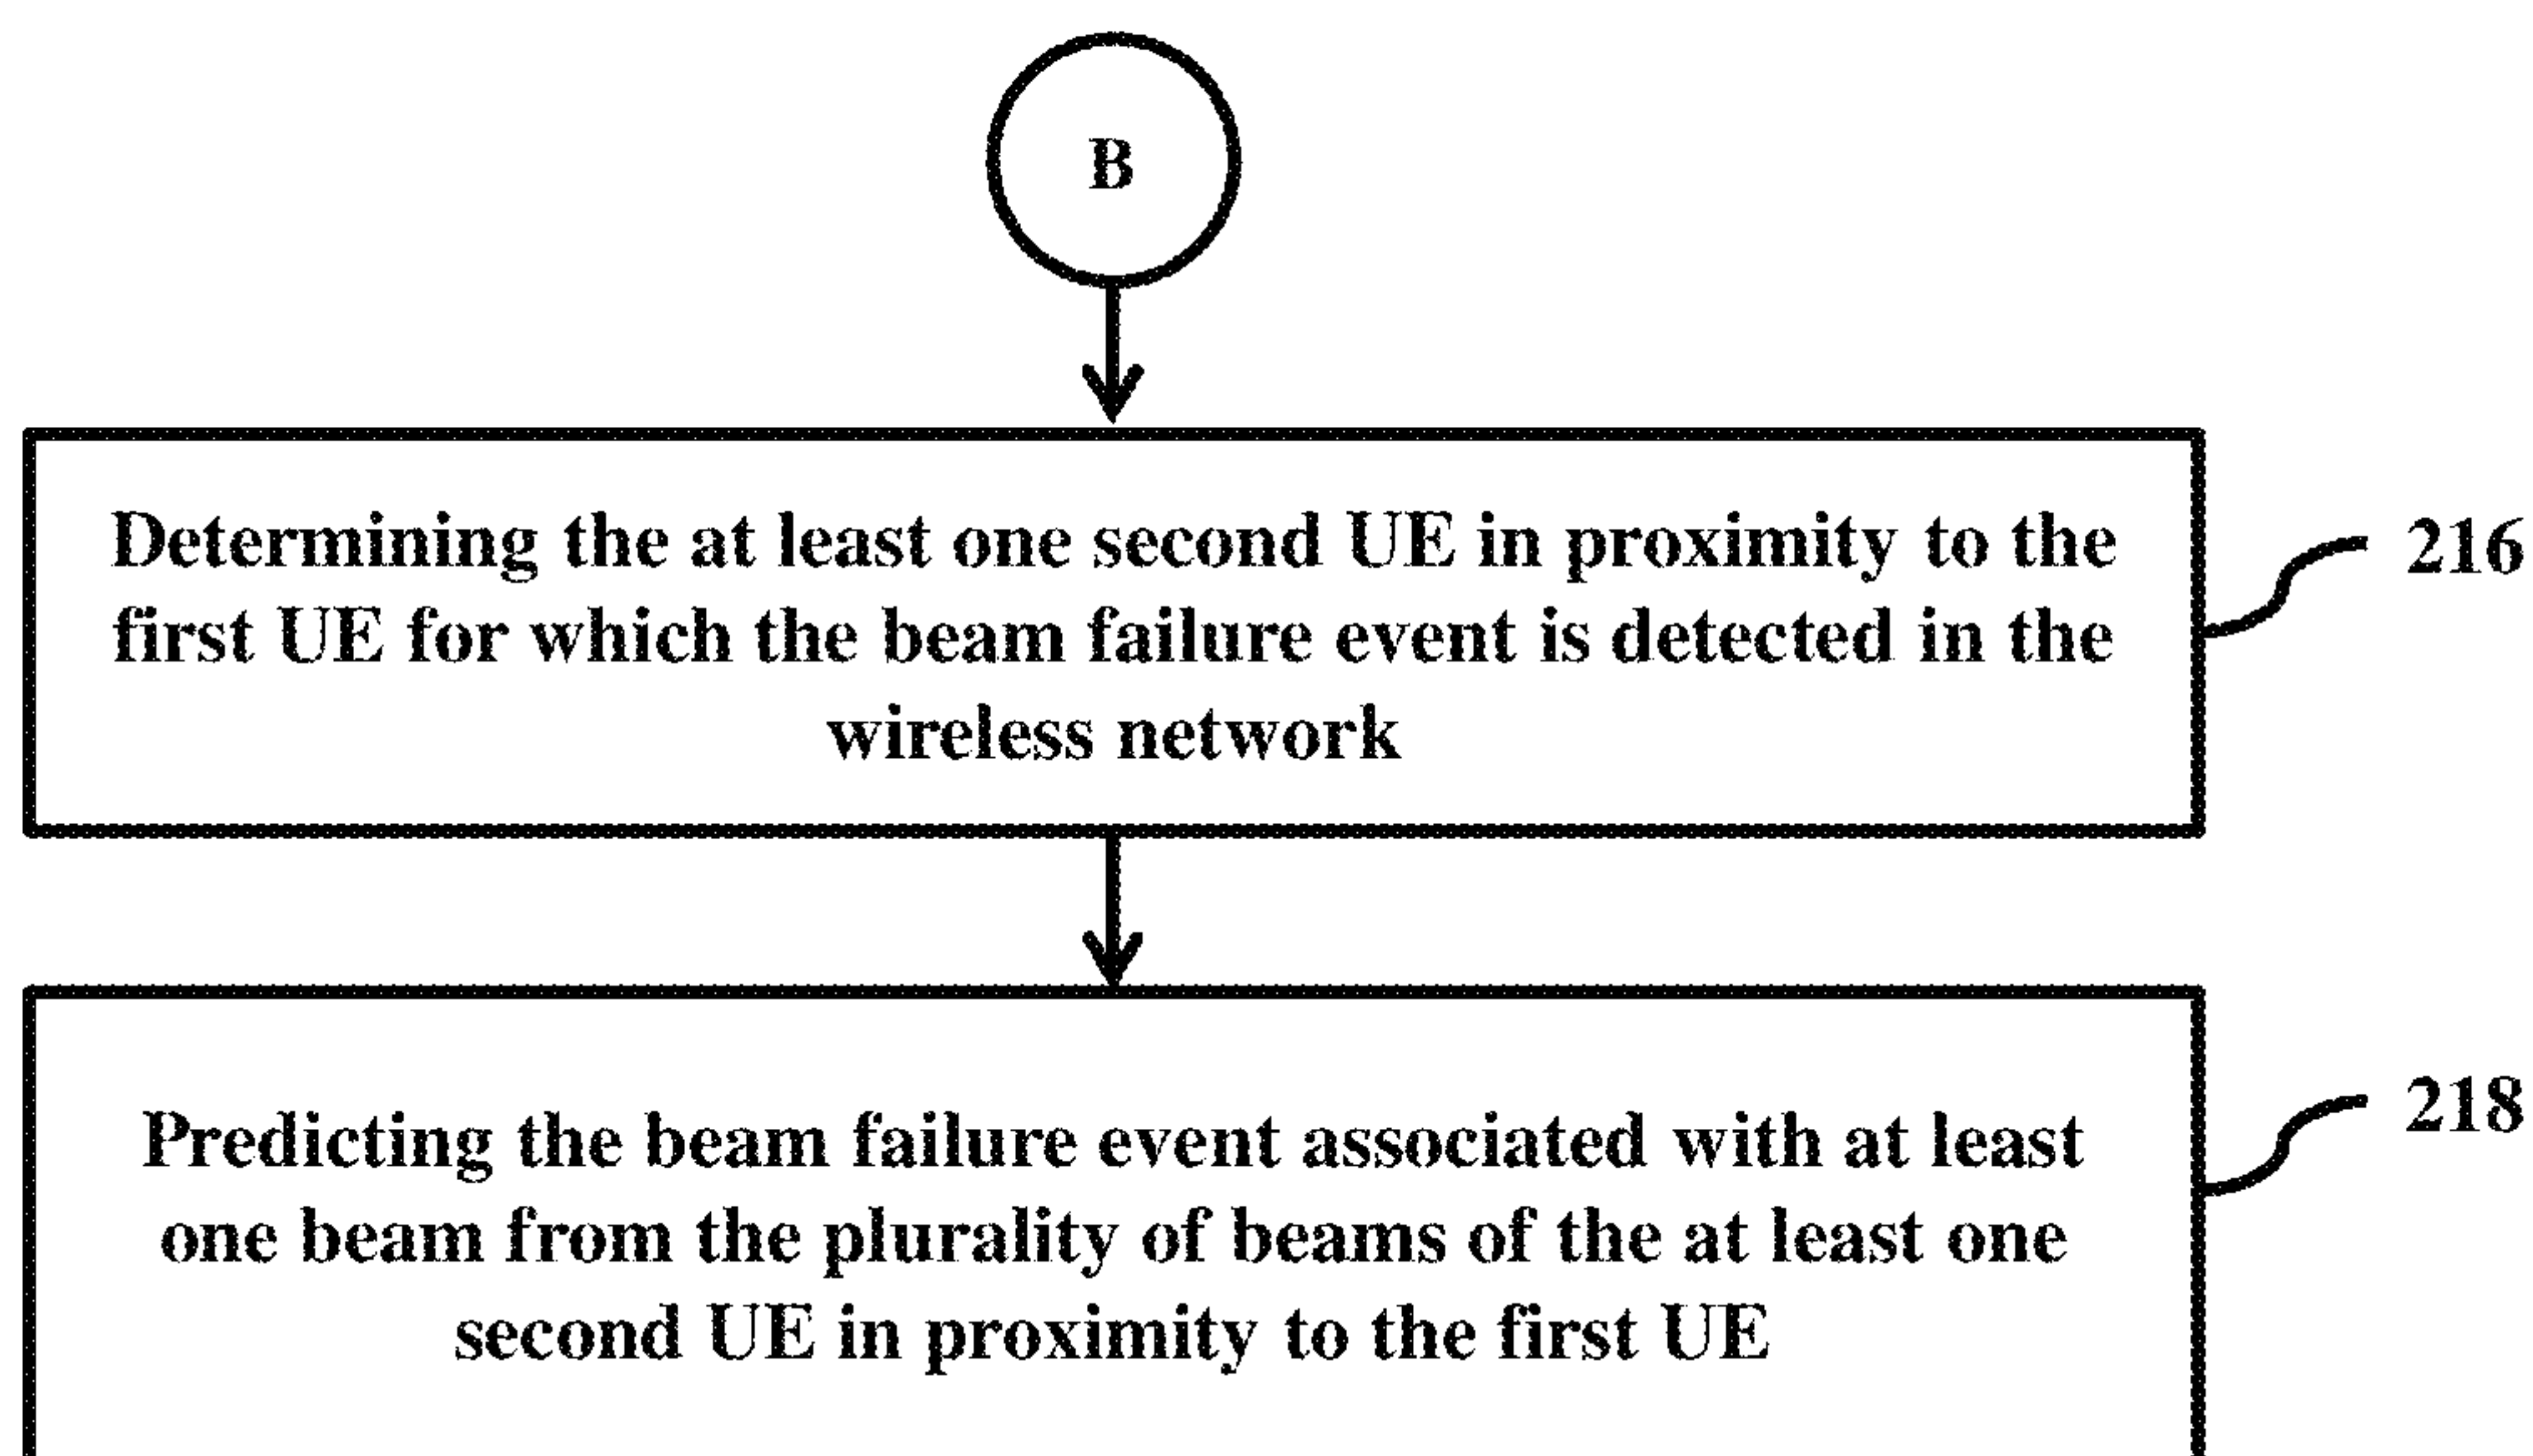 B
Determining the at least one second UE in proximity to the
216
first UE for which the beam failure event is detected in the
wireless network
Predicting the beam failure event associated with at least
218
one beam from the plurality of beams of the at least one
second UE in proximity to the first UE